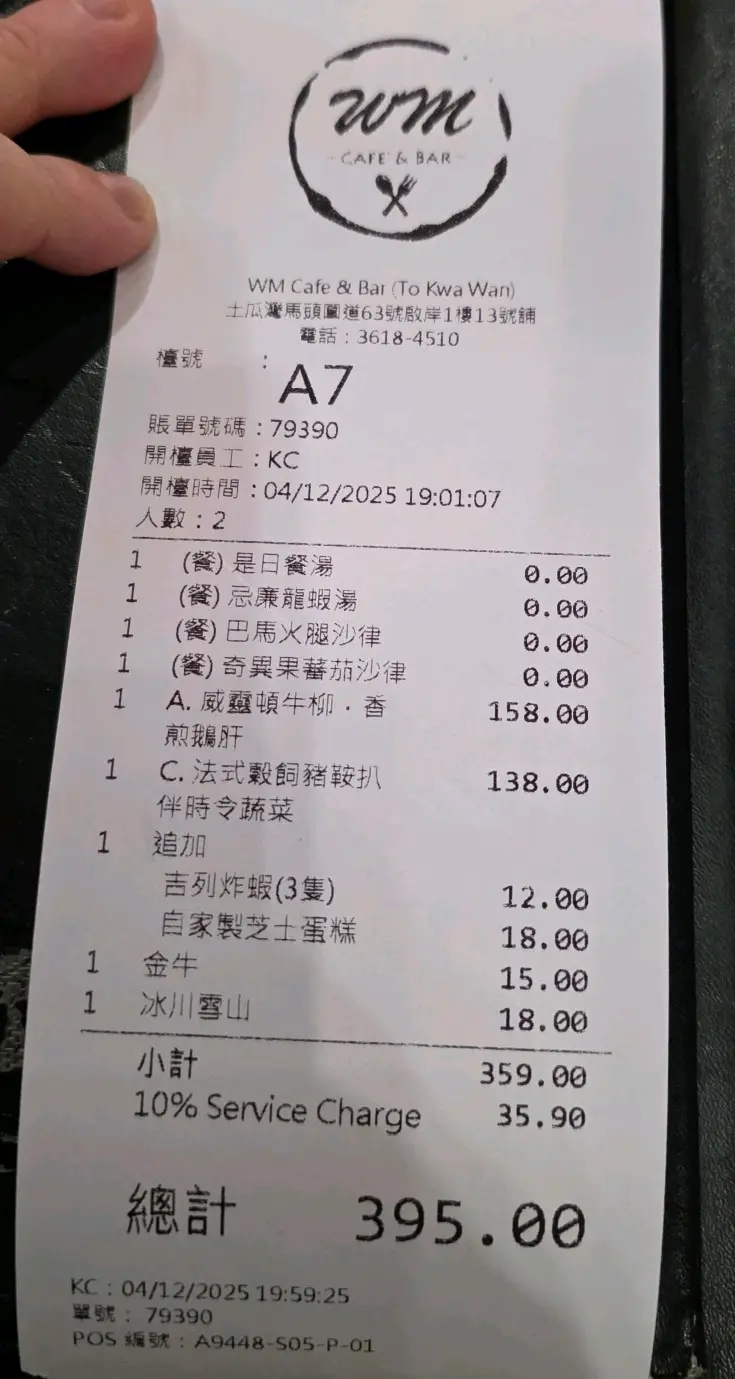 WM
CAFE & BAR
WM Cafe & Bar (To Kwa Wan)
土瓜灣馬頭圍道63號啟岸1樓13號舖
電話：3618-4510
檯號 : A7
賬單號碼：79390
開檯員工：KC
開檯時間：04/12/2025 19:01:07
人數：2
1 (餐) 是日餐湯 0.00
1 (餐) 忌廉龍蝦湯 0.00
1 (餐) 巴馬火腿沙律 0.00
1 (餐) 奇異果蕃茄沙律 0.00
1 A. 威靈頓牛柳．香 158.00
煎鵝肝
1 C. 法式穀飼豬鞍扒 138.00
伴時令蔬菜
1 追加
吉列炸蝦(3隻) 12.00
自家製芝士蛋糕 18.00
1 金牛 15.00
1 冰川雪山 18.00
小計 359.00
10% Service Charge 35.90
總計 395.00
KC : 04/12/2025 19:59:25
單號： 79390
POS 編號：A9448-S05-P-01